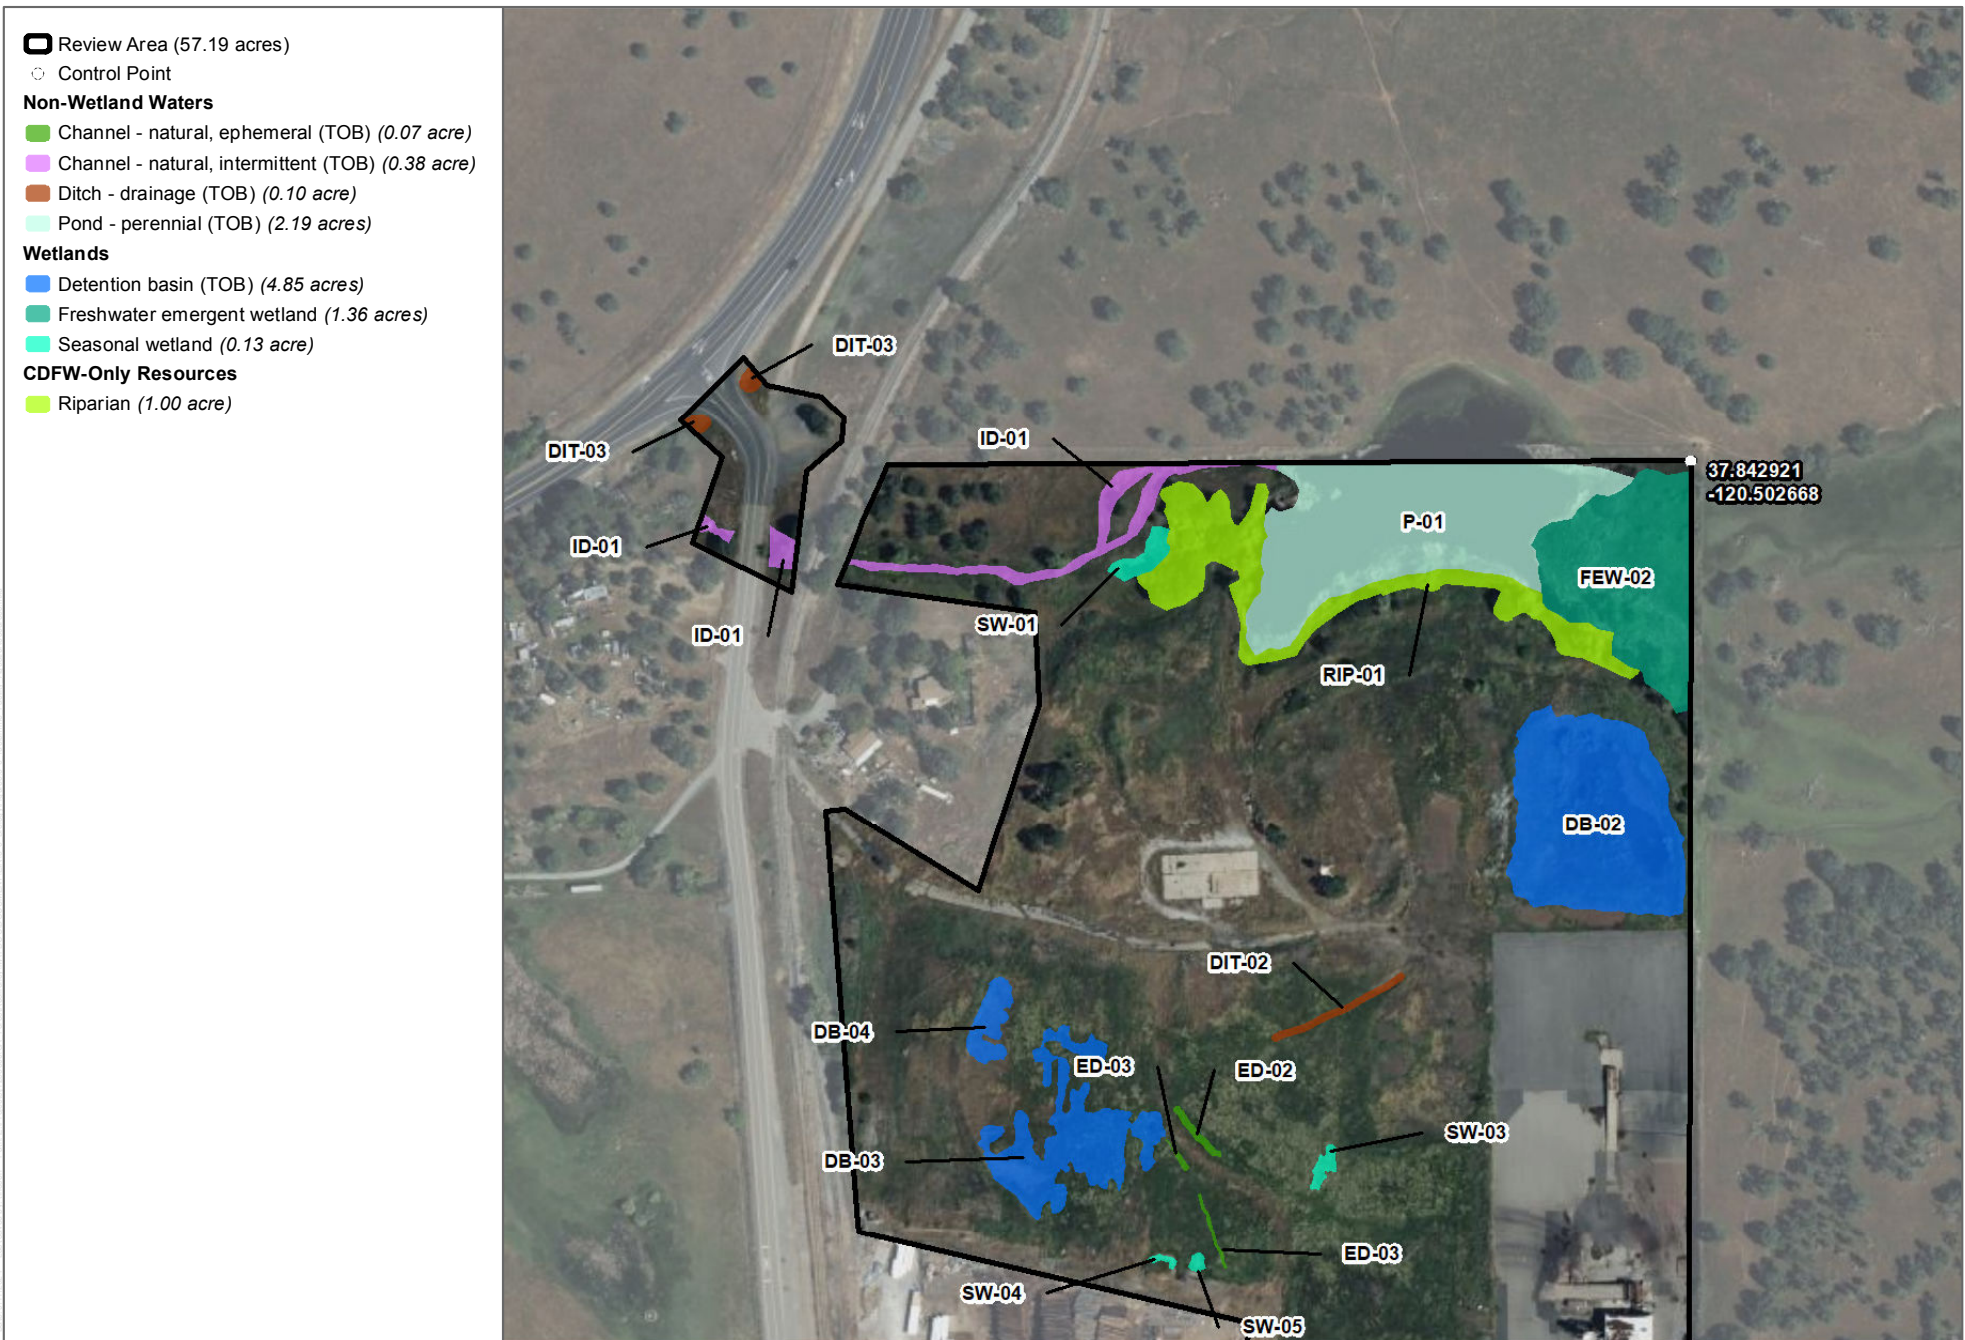 Review Area (57.19 acres)
Control Point
Non-Wetland Waters
Channel - natural, ephemeral (TOB) (0.07 acre)
Channel - natural, intermittent (TOB) (0.38 acre)
Ditch - drainage (TOB) (0.10 acre)
Pond - perennial (TOB) (2.19 acres)
Wetlands
Detention basin (TOB) (4.85 acres)
Freshwater emergent wetland (1.36 acres)
Seasonal wetland (0.13 acre)
CDFW-Only Resources
Riparian (1.00 acre)
DIT-03
ID-01
DIT-03
37.842921
-120.502668
P-01
ID-01
FEW-02
SW-01
ID-01
RIP-01
DB-02
DIT-02
DB-04
ED-03
ED-02
SW-03
DB-03
ED-03
SW-04
SW-05